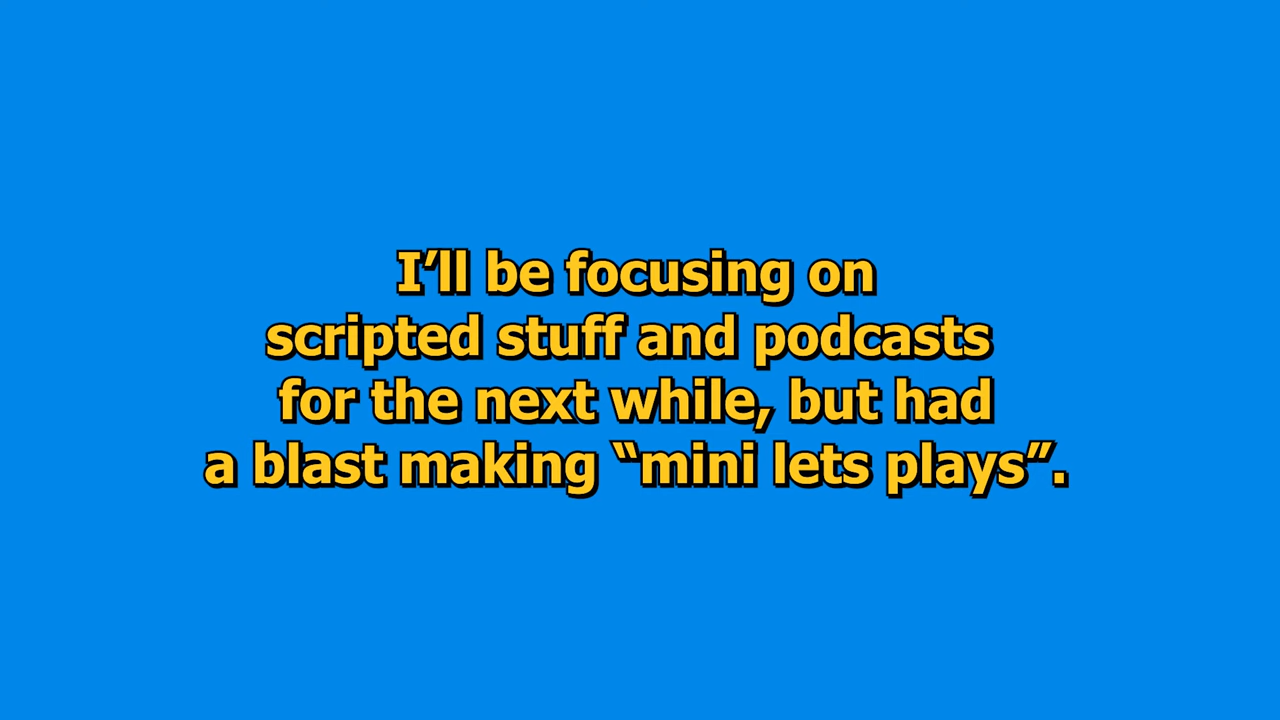 I’ll be focusing on
scripted stuff and podcasts
for the next while, but had
a blast making “mini lets plays”.